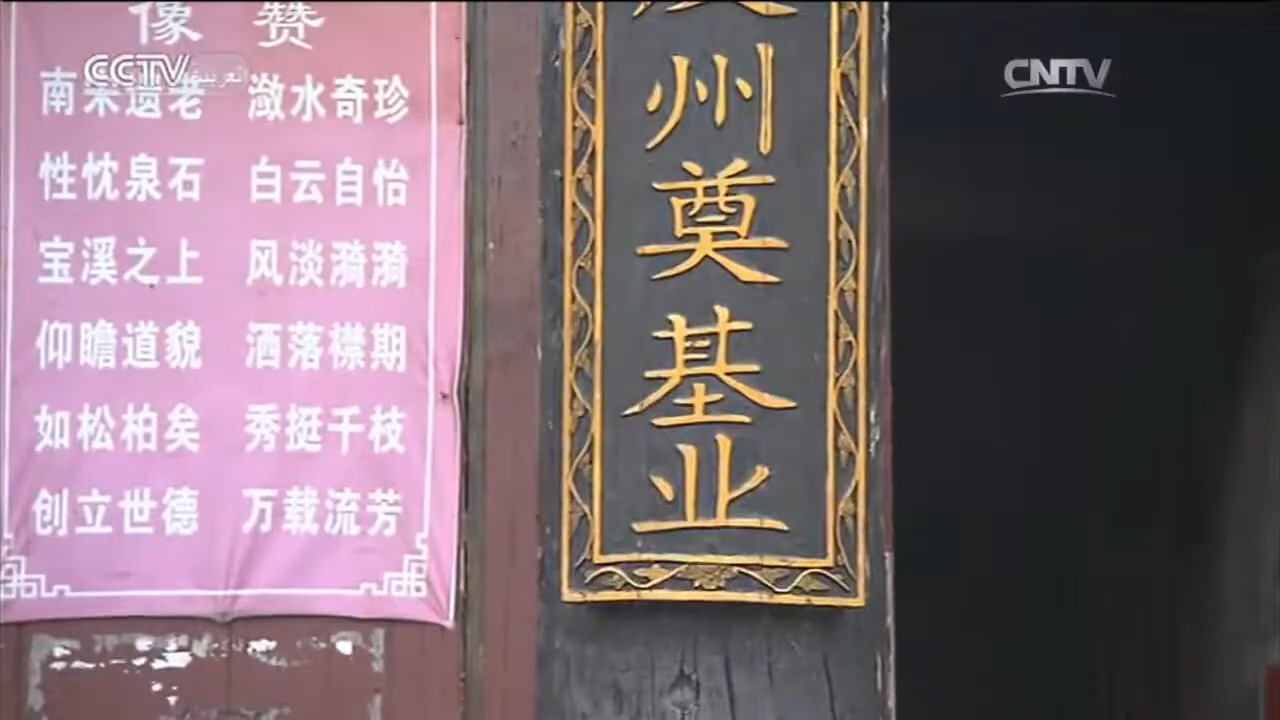 像 赞
CCTV العربية
CNTV
南宋遗老 潋水奇珍
性忱泉石 白云自怡
宝溪之上 风淡漪漪
仰瞻道貌 洒落襟期
如松柏矣 秀挺千枝
创立世德 万载流芳
州奠基业